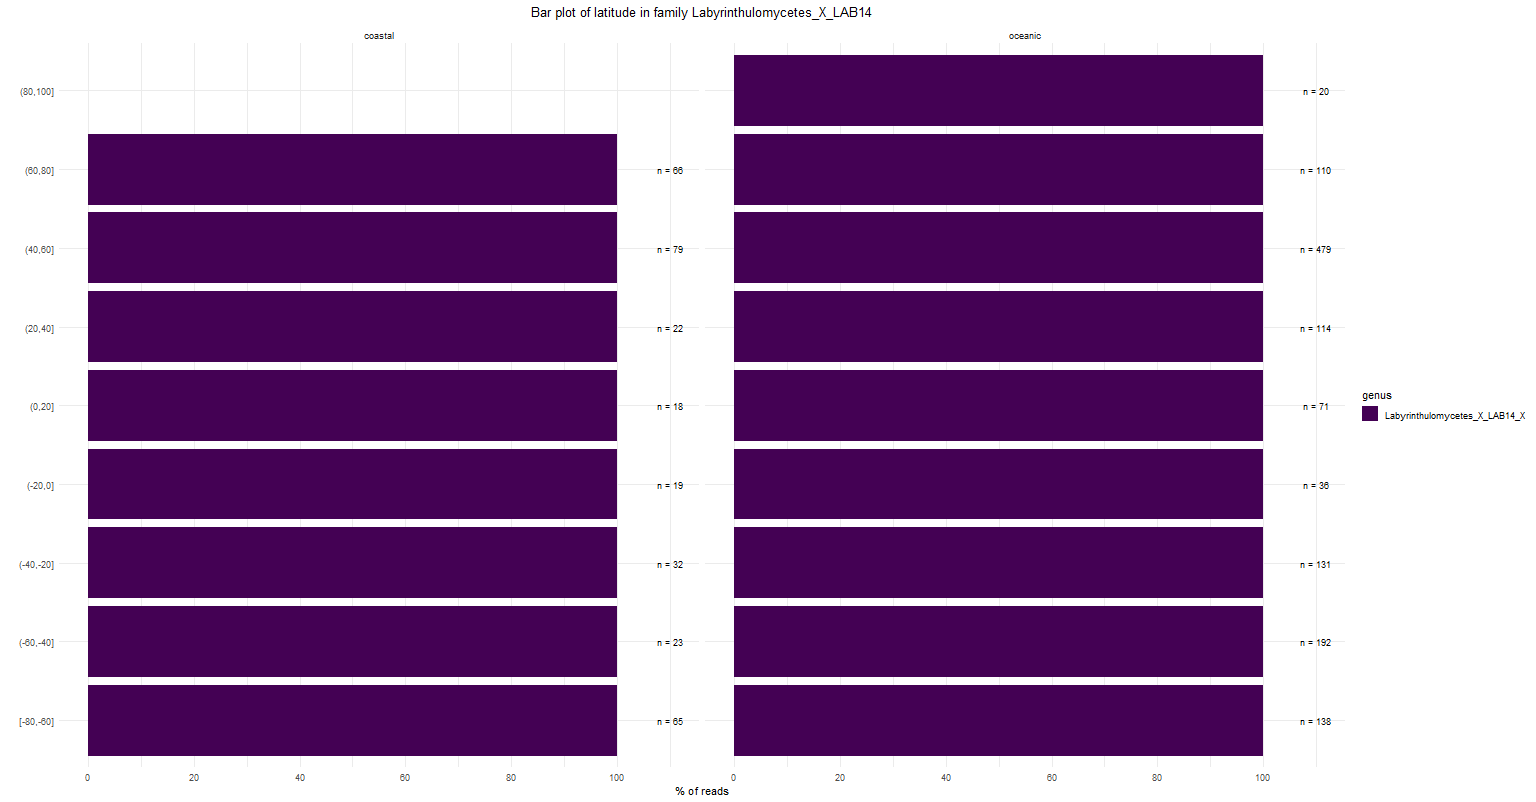 Bar plot of latitude in family Labyrinthulomycetes_X_LAB14
coastal
oceanic
(80,100]
n = 20
(60,80]
n = 66
n = 110
(40,60]
n = 79
n = 479
(20,40]
n = 22
n = 114
(0,20]
n = 18
n = 71
(-20,0]
n = 19
n = 36
(-40,-20]
n = 32
n = 131
(-60,-40]
n = 23
n = 192
[-80,-60]
n = 65
n = 138
0 20 40 60 80 100
0 20 40 60 80 100
% of reads
genus
Labyrinthulomycetes_X_LAB14_X